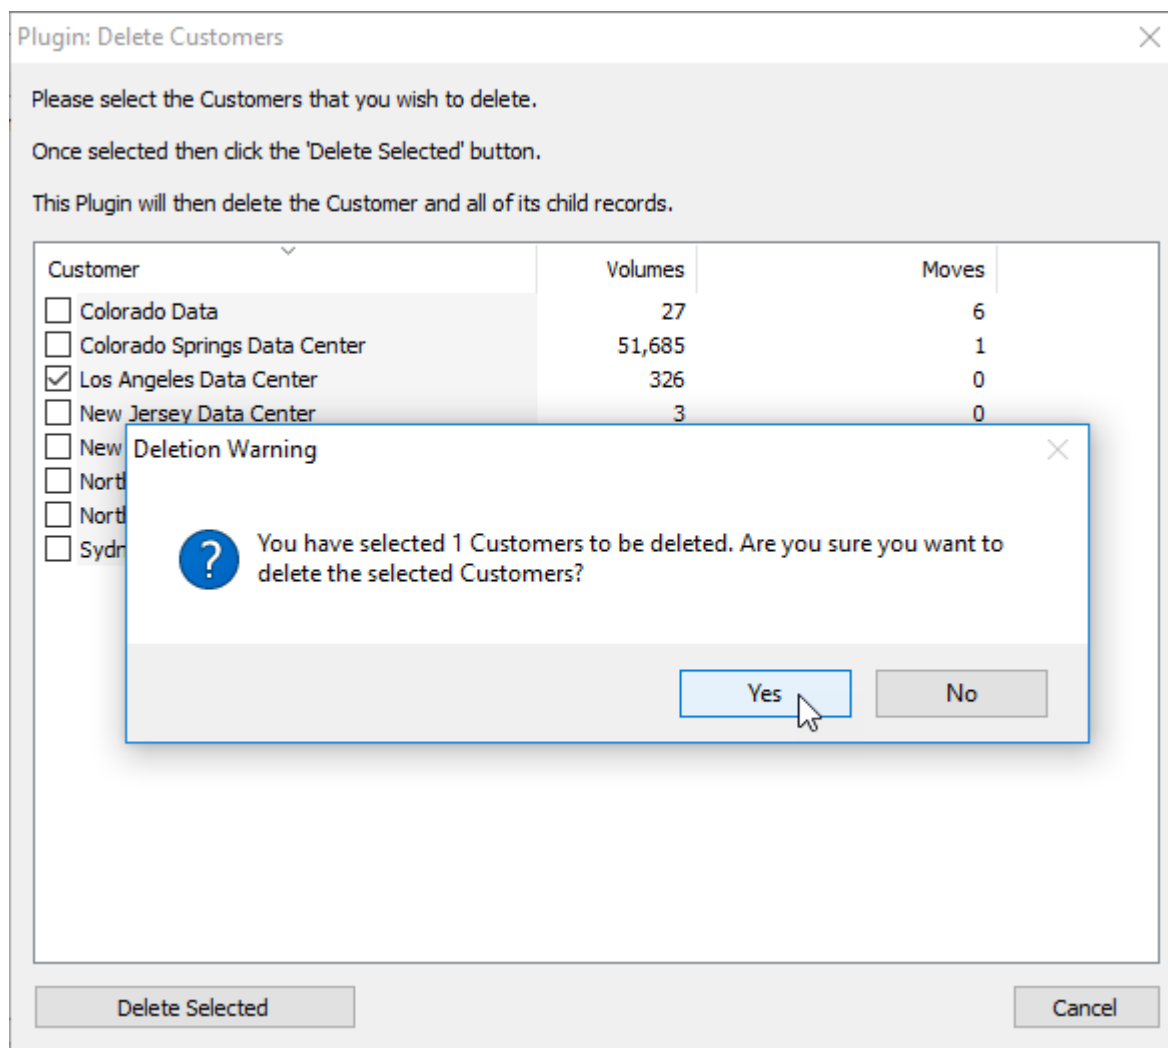 Plugin: Delete Customers
Please select the Customers that you wish to delete.
Once selected then click the 'Delete Selected' button.
This Plugin will then delete the Customer and all of its child records.
Customer Volumes Moves
Colorado Data 27 6
Colorado Springs Data Center 51,685 1
Los Angeles Data Center 326 0
New Jersey Data Center 3 0
New
Deletion Warning
You have selected 1 Customers to be deleted. Are you sure you want to
delete the selected Customers?
Yes No
Delete Selected Cancel